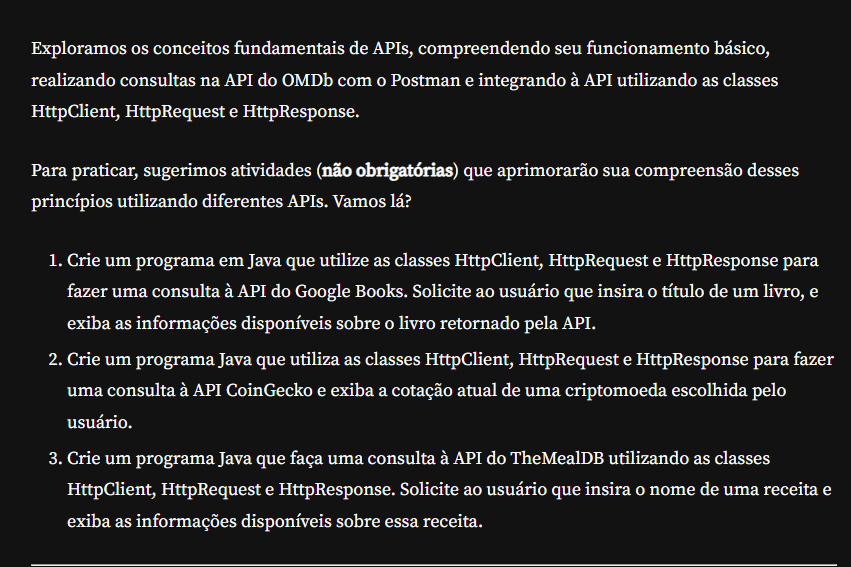 Exploramos os conceitos fundamentais de APIs, compreendendo seu funcionamento básico,
realizando consultas na API do OMDb com o Postman e integrando à API utilizando as classes
HttpClient, HttpRequest e HttpResponse.
Para praticar, sugerimos atividades (não obrigatórias) que aprimorarão sua compreensão desses
princípios utilizando diferentes APIs. Vamos lá?
1. Crie um programa em Java que utilize as classes HttpClient, HttpRequest e HttpResponse para
fazer uma consulta à API do Google Books. Solicite ao usuário que insira o título de um livro, e
exiba as informações disponíveis sobre o livro retornado pela API.
2. Crie um programa Java que utiliza as classes HttpClient, HttpRequest e HttpResponse para fazer
uma consulta à API CoinGecko e exiba a cotação atual de uma criptomoeda escolhida pelo
usuário.
3. Crie um programa Java que faça uma consulta à API do TheMealDB utilizando as classes
HttpClient, HttpRequest e HttpResponse. Solicite ao usuário que insira o nome de uma receita e
exiba as informações disponíveis sobre essa receita.